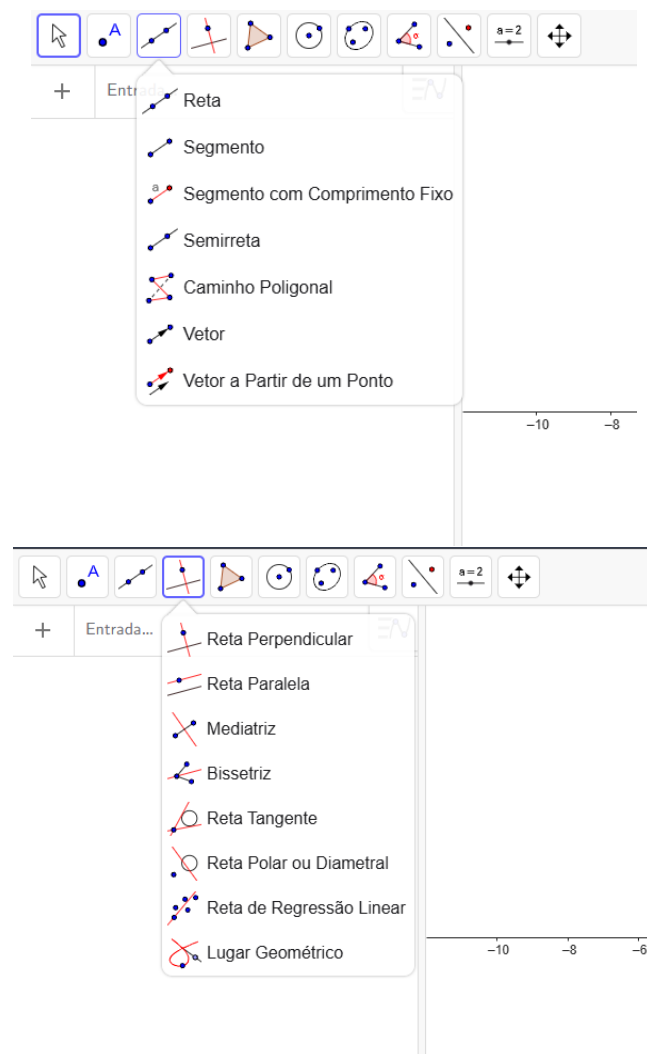 A
a=2
+ Entrada
Reta
Segmento
a
Segmento com Comprimento Fixo
Semirreta
Caminho Poligonal
Vetor
Vetor a Partir de um Ponto
−10 −8
A
a=2
+ Entrada...
Reta Perpendicular
Reta Paralela
Mediatriz
Bissetriz
Reta Tangente
Reta Polar ou Diametral
Reta de Regressão Linear
Lugar Geométrico
−10 −8 −6